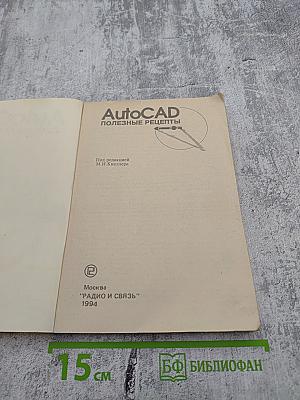 AutoCAD
ПОЛЕЗНЫЕ РЕЦЕПТЫ
Под редакцией
Москва
"РАДИО И СВЯЗЬ"
1994
15 см
БФ БИБЛИОФАН